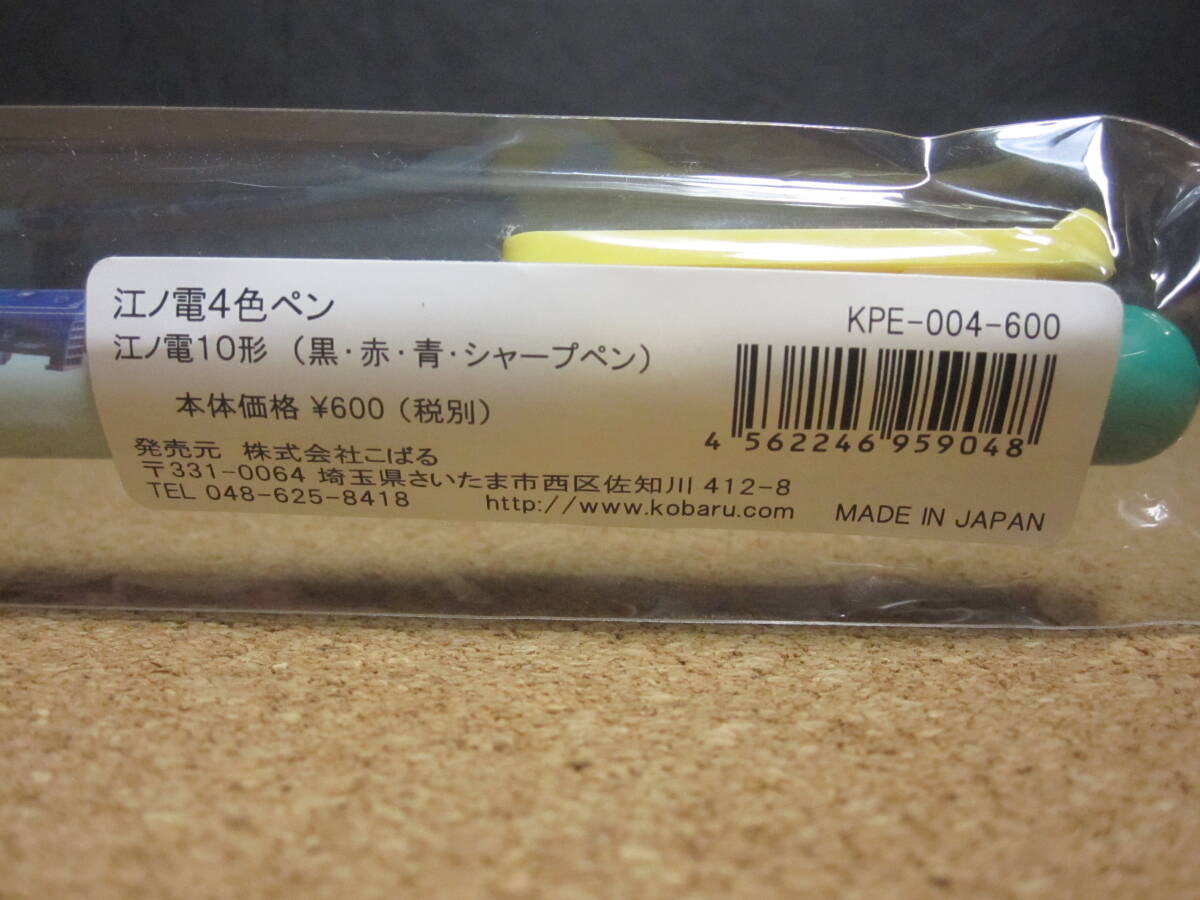 江ノ電4色ペン
江ノ電10形 （黒・赤・青・シャープペン）
本体価格 ¥600（税別）
発売元 株式会社こばる
〒331-0064 埼玉県さいたま市西区佐知川 412-8
TEL 048-625-8418 http://www.kobaru.com
KPE-004-600
4 562246 959048
MADE IN JAPAN